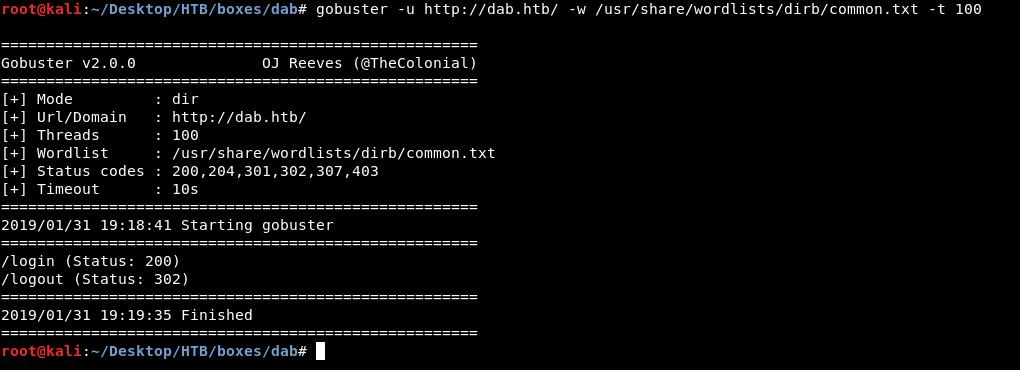 root@kali:~/Desktop/HTB/boxes/dab# gobuster -u http://dab.htb/ -w /usr/share/wordlists/dirb/common.txt -t 100
=====================================================
Gobuster v2.0.0              OJ Reeves (@TheColonial)
=====================================================
[+] Mode         : dir
[+] Url/Domain   : http://dab.htb/
[+] Threads      : 100
[+] Wordlist     : /usr/share/wordlists/dirb/common.txt
[+] Status codes : 200,204,301,302,307,403
[+] Timeout      : 10s
=====================================================
2019/01/31 19:18:41 Starting gobuster
=====================================================
/login (Status: 200)
/logout (Status: 302)
=====================================================
2019/01/31 19:19:35 Finished
=====================================================
root@kali:~/Desktop/HTB/boxes/dab#